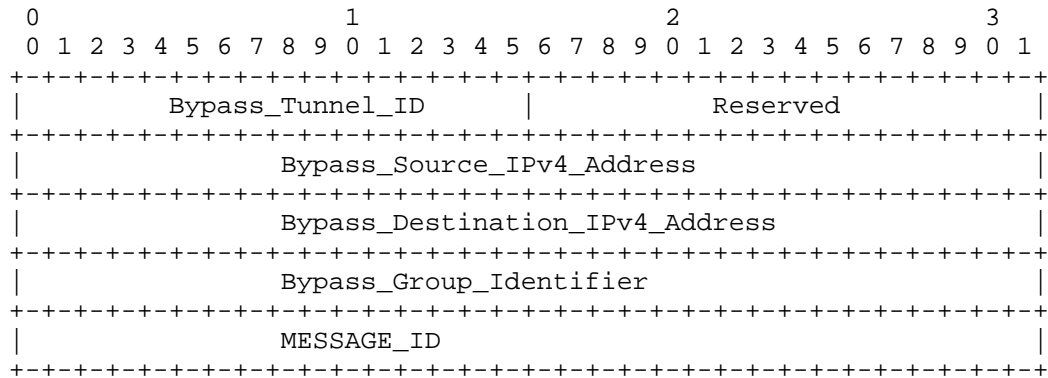 0                   1                   2                   3
 0 1 2 3 4 5 6 7 8 9 0 1 2 3 4 5 6 7 8 9 0 1 2 3 4 5 6 7 8 9 0 1
+-+-+-+-+-+-+-+-+-+-+-+-+-+-+-+-+-+-+-+-+-+-+-+-+-+-+-+-+-+-+-+-+
|         Bypass_Tunnel_ID      |           Reserved            |
+-+-+-+-+-+-+-+-+-+-+-+-+-+-+-+-+-+-+-+-+-+-+-+-+-+-+-+-+-+-+-+-+
|                Bypass_Source_IPv4_Address                     |
+-+-+-+-+-+-+-+-+-+-+-+-+-+-+-+-+-+-+-+-+-+-+-+-+-+-+-+-+-+-+-+-+
|                Bypass_Destination_IPv4_Address                |
+-+-+-+-+-+-+-+-+-+-+-+-+-+-+-+-+-+-+-+-+-+-+-+-+-+-+-+-+-+-+-+-+
|                Bypass_Group_Identifier                        |
+-+-+-+-+-+-+-+-+-+-+-+-+-+-+-+-+-+-+-+-+-+-+-+-+-+-+-+-+-+-+-+-+
|                MESSAGE_ID                                     |
+-+-+-+-+-+-+-+-+-+-+-+-+-+-+-+-+-+-+-+-+-+-+-+-+-+-+-+-+-+-+-+-+